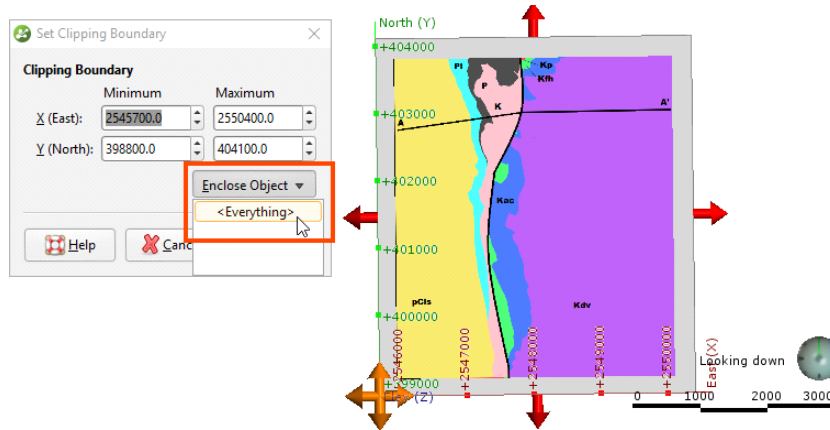 Set Clipping Boundary
Clipping Boundary
Minimum Maximum
X (East): 2545700.0 2550400.0
Y (North): 398800.0 404100.0
Enclose Object
<Everything>
Help
Canc
North (Y)
+404000
+403000
+402000
+401000
+400000
+399000
Pl
P
K
Kp
Kfh
A
A'
Kac
pCls
Kdv
+2546000
+2547000
+2548000
+2549000
+2550000
East (X)
(Z)
Looking down
0 1000 2000 3000